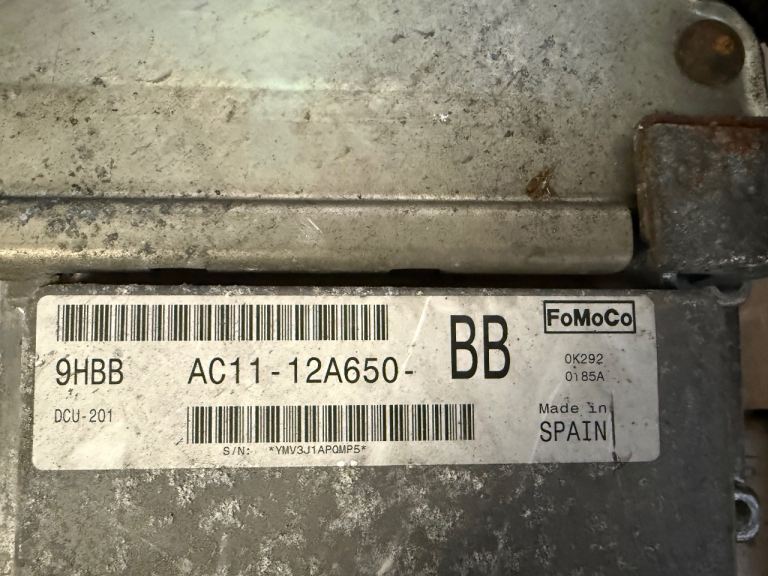 FoMoCo
9HBB AC11-12A650-BB
0K292
0185A
DCU-201
Made in
SPAIN
S/N: *YMV3J1APQMP5*